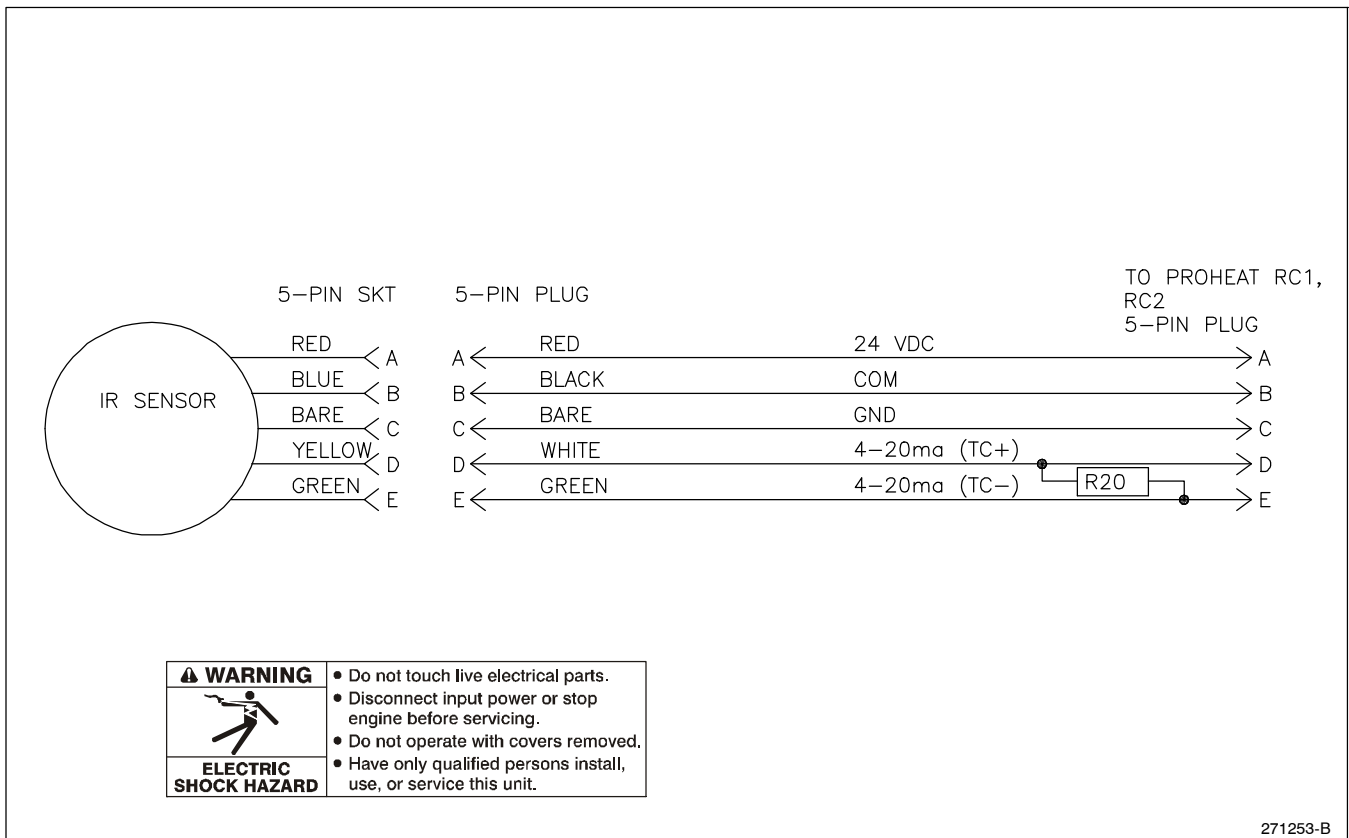 TO PROHEAT RC1,
RC2
5-PIN PLUG
5-PIN SKT 5-PIN PLUG
IR SENSOR
RED A A RED 24 VDC A
BLUE B B BLACK COM B
BARE C C BARE GND C
YELLOW D D WHITE 4-20ma (TC+) D
R20
GREEN E E GREEN 4-20ma (TC-) E
WARNING
ELECTRIC
SHOCK HAZARD
• Do not touch live electrical parts.
• Disconnect input power or stop
engine before servicing.
• Do not operate with covers removed.
• Have only qualified persons install,
use, or service this unit.
271253-B